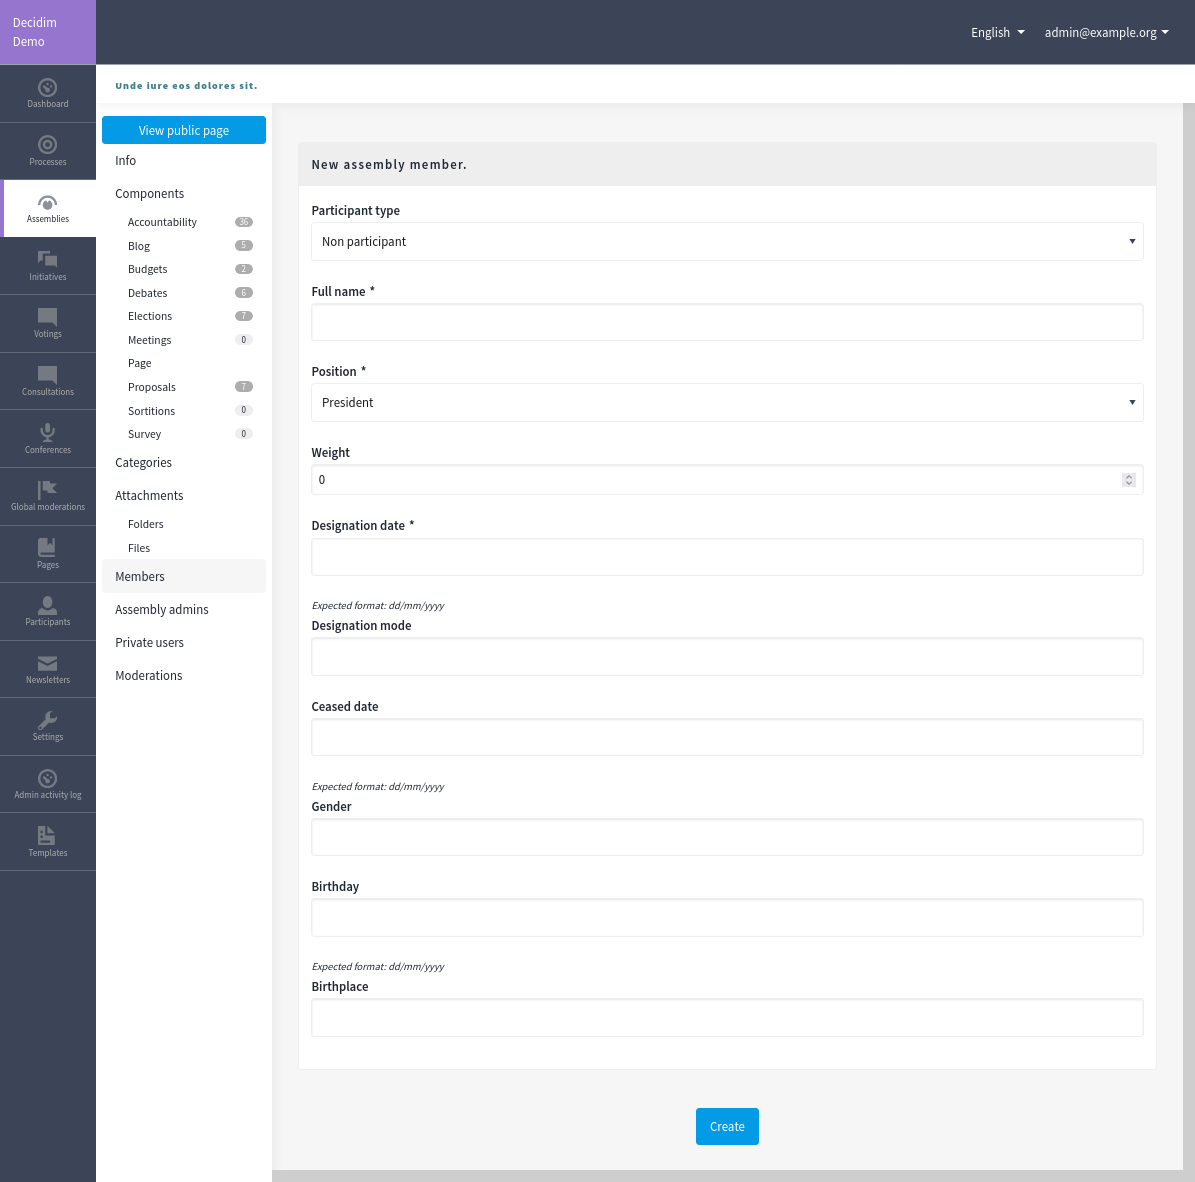 Decidim
Demo
English
admin@example.org
Dashboard
Processes
Assemblies
Initiatives
Votings
Consultations
Conferences
Global moderations
Pages
Participants
Newsletters
Settings
Admin activity log
Templates
Unde iure eos dolores sit.
View public page
Info
Components
Accountability 36
Blog 5
Budgets 2
Debates 6
Elections 7
Meetings 0
Page
Proposals 7
Sortitions 0
Survey 0
Categories
Attachments
Folders
Files
Members
Assembly admins
Private users
Moderations
New assembly member.
Participant type
Non participant
Full name *
Position *
President
Weight
0
Designation date *
Expected format: dd/mm/yyyy
Designation mode
Ceased date
Expected format: dd/mm/yyyy
Gender
Birthday
Expected format: dd/mm/yyyy
Birthplace
Create